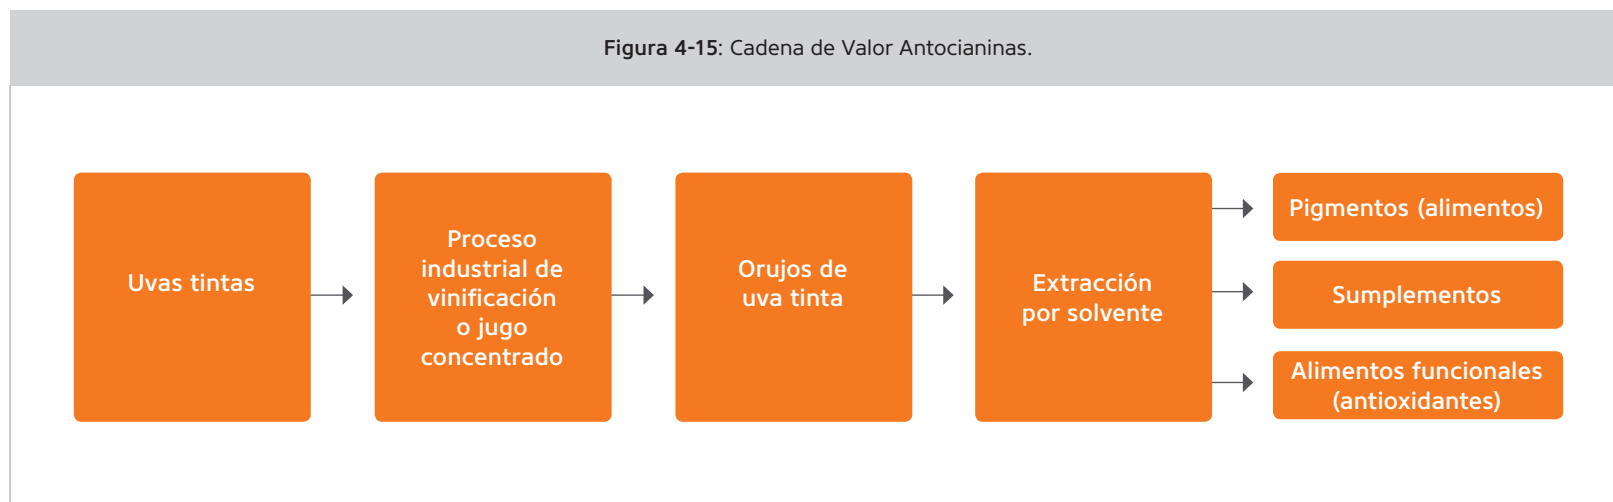 Figura 4-15: Cadena de Valor Antocianinas.
Uvas tintas
Proceso
industrial de
vinificación
o jugo
concentrado
Orujos de
uva tinta
Extracción
por solvente
Pigmentos (alimentos)
Sumplementos
Alimentos funcionales
(antioxidantes)